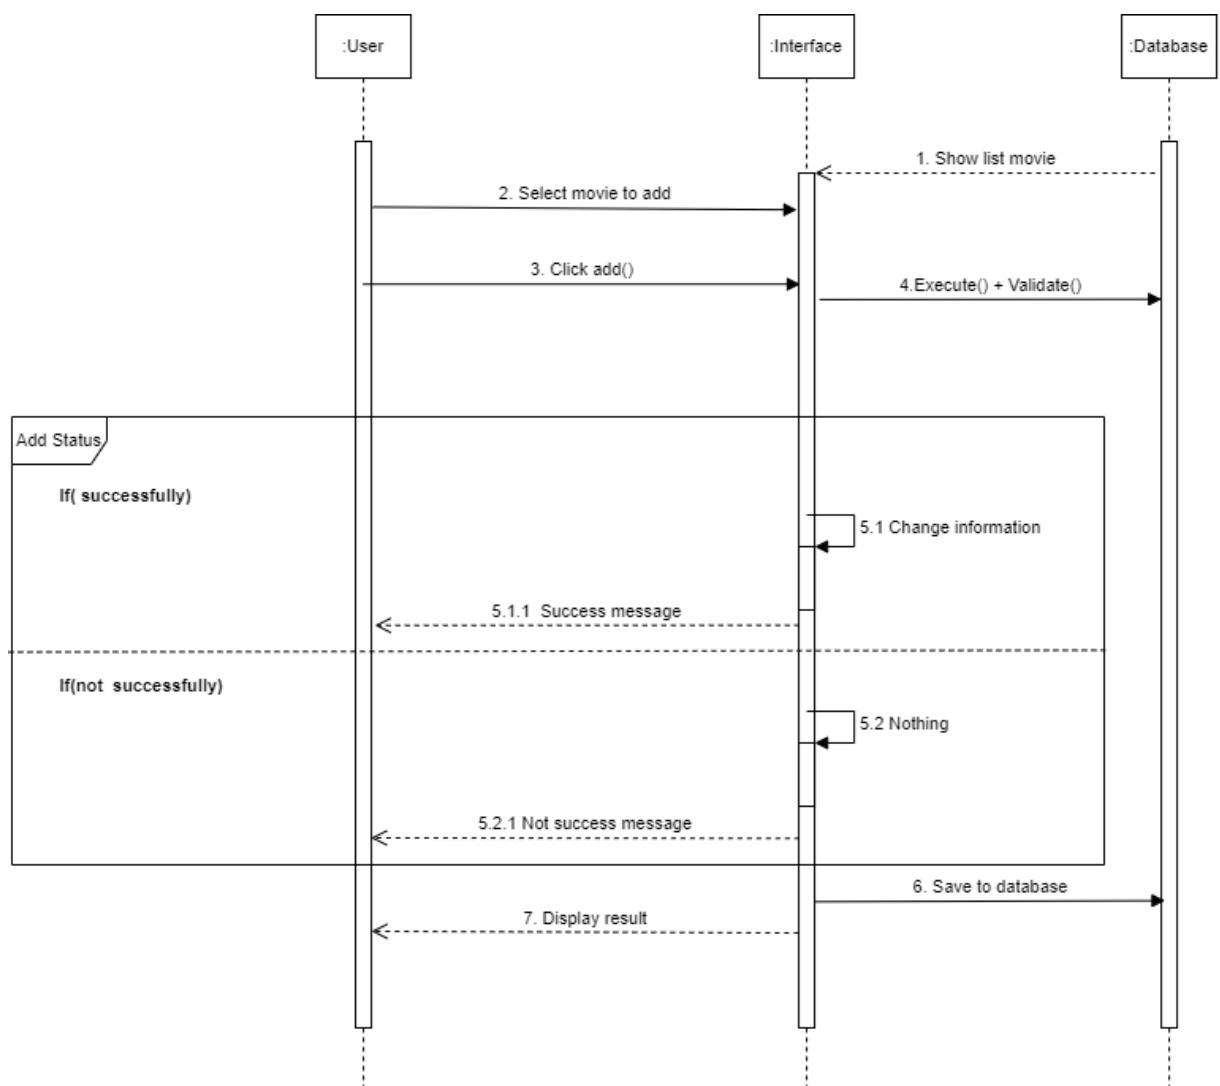 :User
:Interface
:Database
1. Show list movie
2. Select movie to add
3. Click add()
4.Execute() + Validate()
Add Status
If( successfully)
5.1 Change information
5.1.1 Success message
If(not successfully)
5.2 Nothing
5.2.1 Not success message
6. Save to database
7. Display result